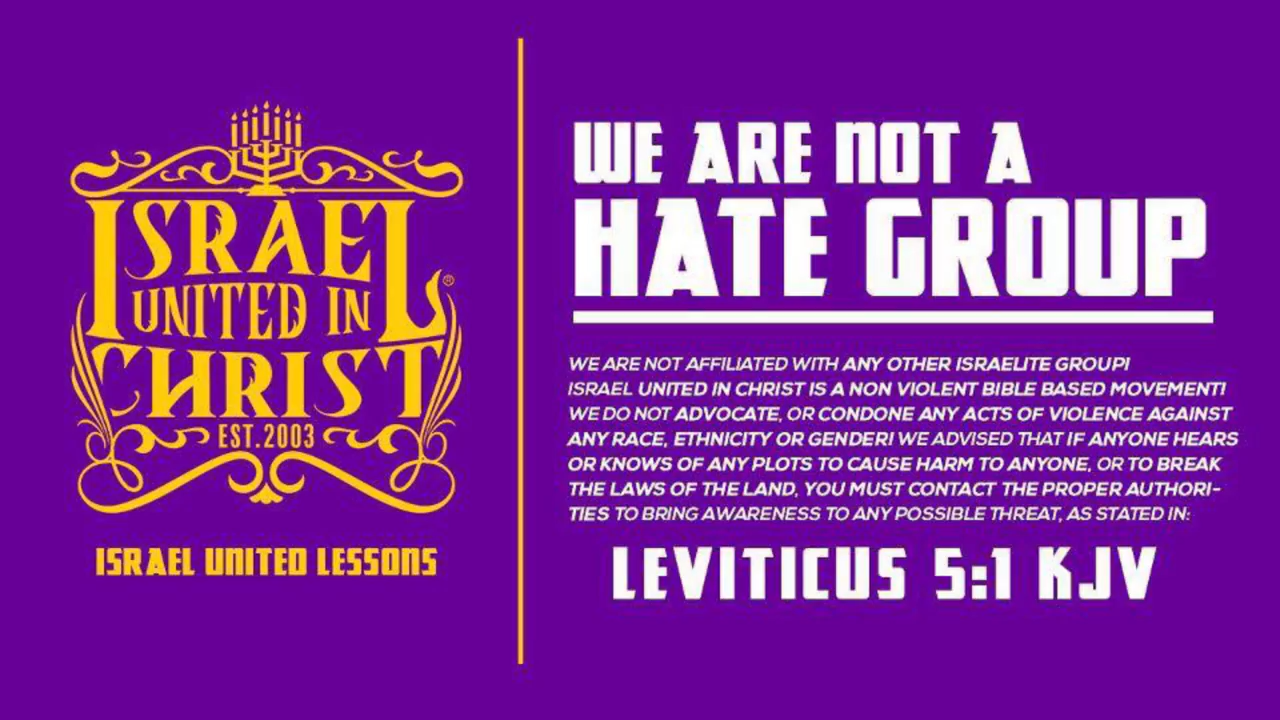 ISRAEL
UNITED IN
CHRIST
®
EST. 2003
ISRAEL UNITED LESSONS
WE ARE NOT A
HATE GROUP
WE ARE NOT AFFILIATED WITH ANY OTHER ISRAELITE GROUP!
ISRAEL UNITED IN CHRIST IS A NON VIOLENT BIBLE BASED MOVEMENT!
WE DO NOT ADVOCATE, OR CONDONE ANY ACTS OF VIOLENCE AGAINST
ANY RACE, ETHNICITY OR GENDER! WE ADVISED THAT IF ANYONE HEARS
OR KNOWS OF ANY PLOTS TO CAUSE HARM TO ANYONE, OR TO BREAK
THE LAWS OF THE LAND, YOU MUST CONTACT THE PROPER AUTHORI-
TIES TO BRING AWARENESS TO ANY POSSIBLE THREAT, AS STATED IN:
LEVITICUS 5:1 KJV